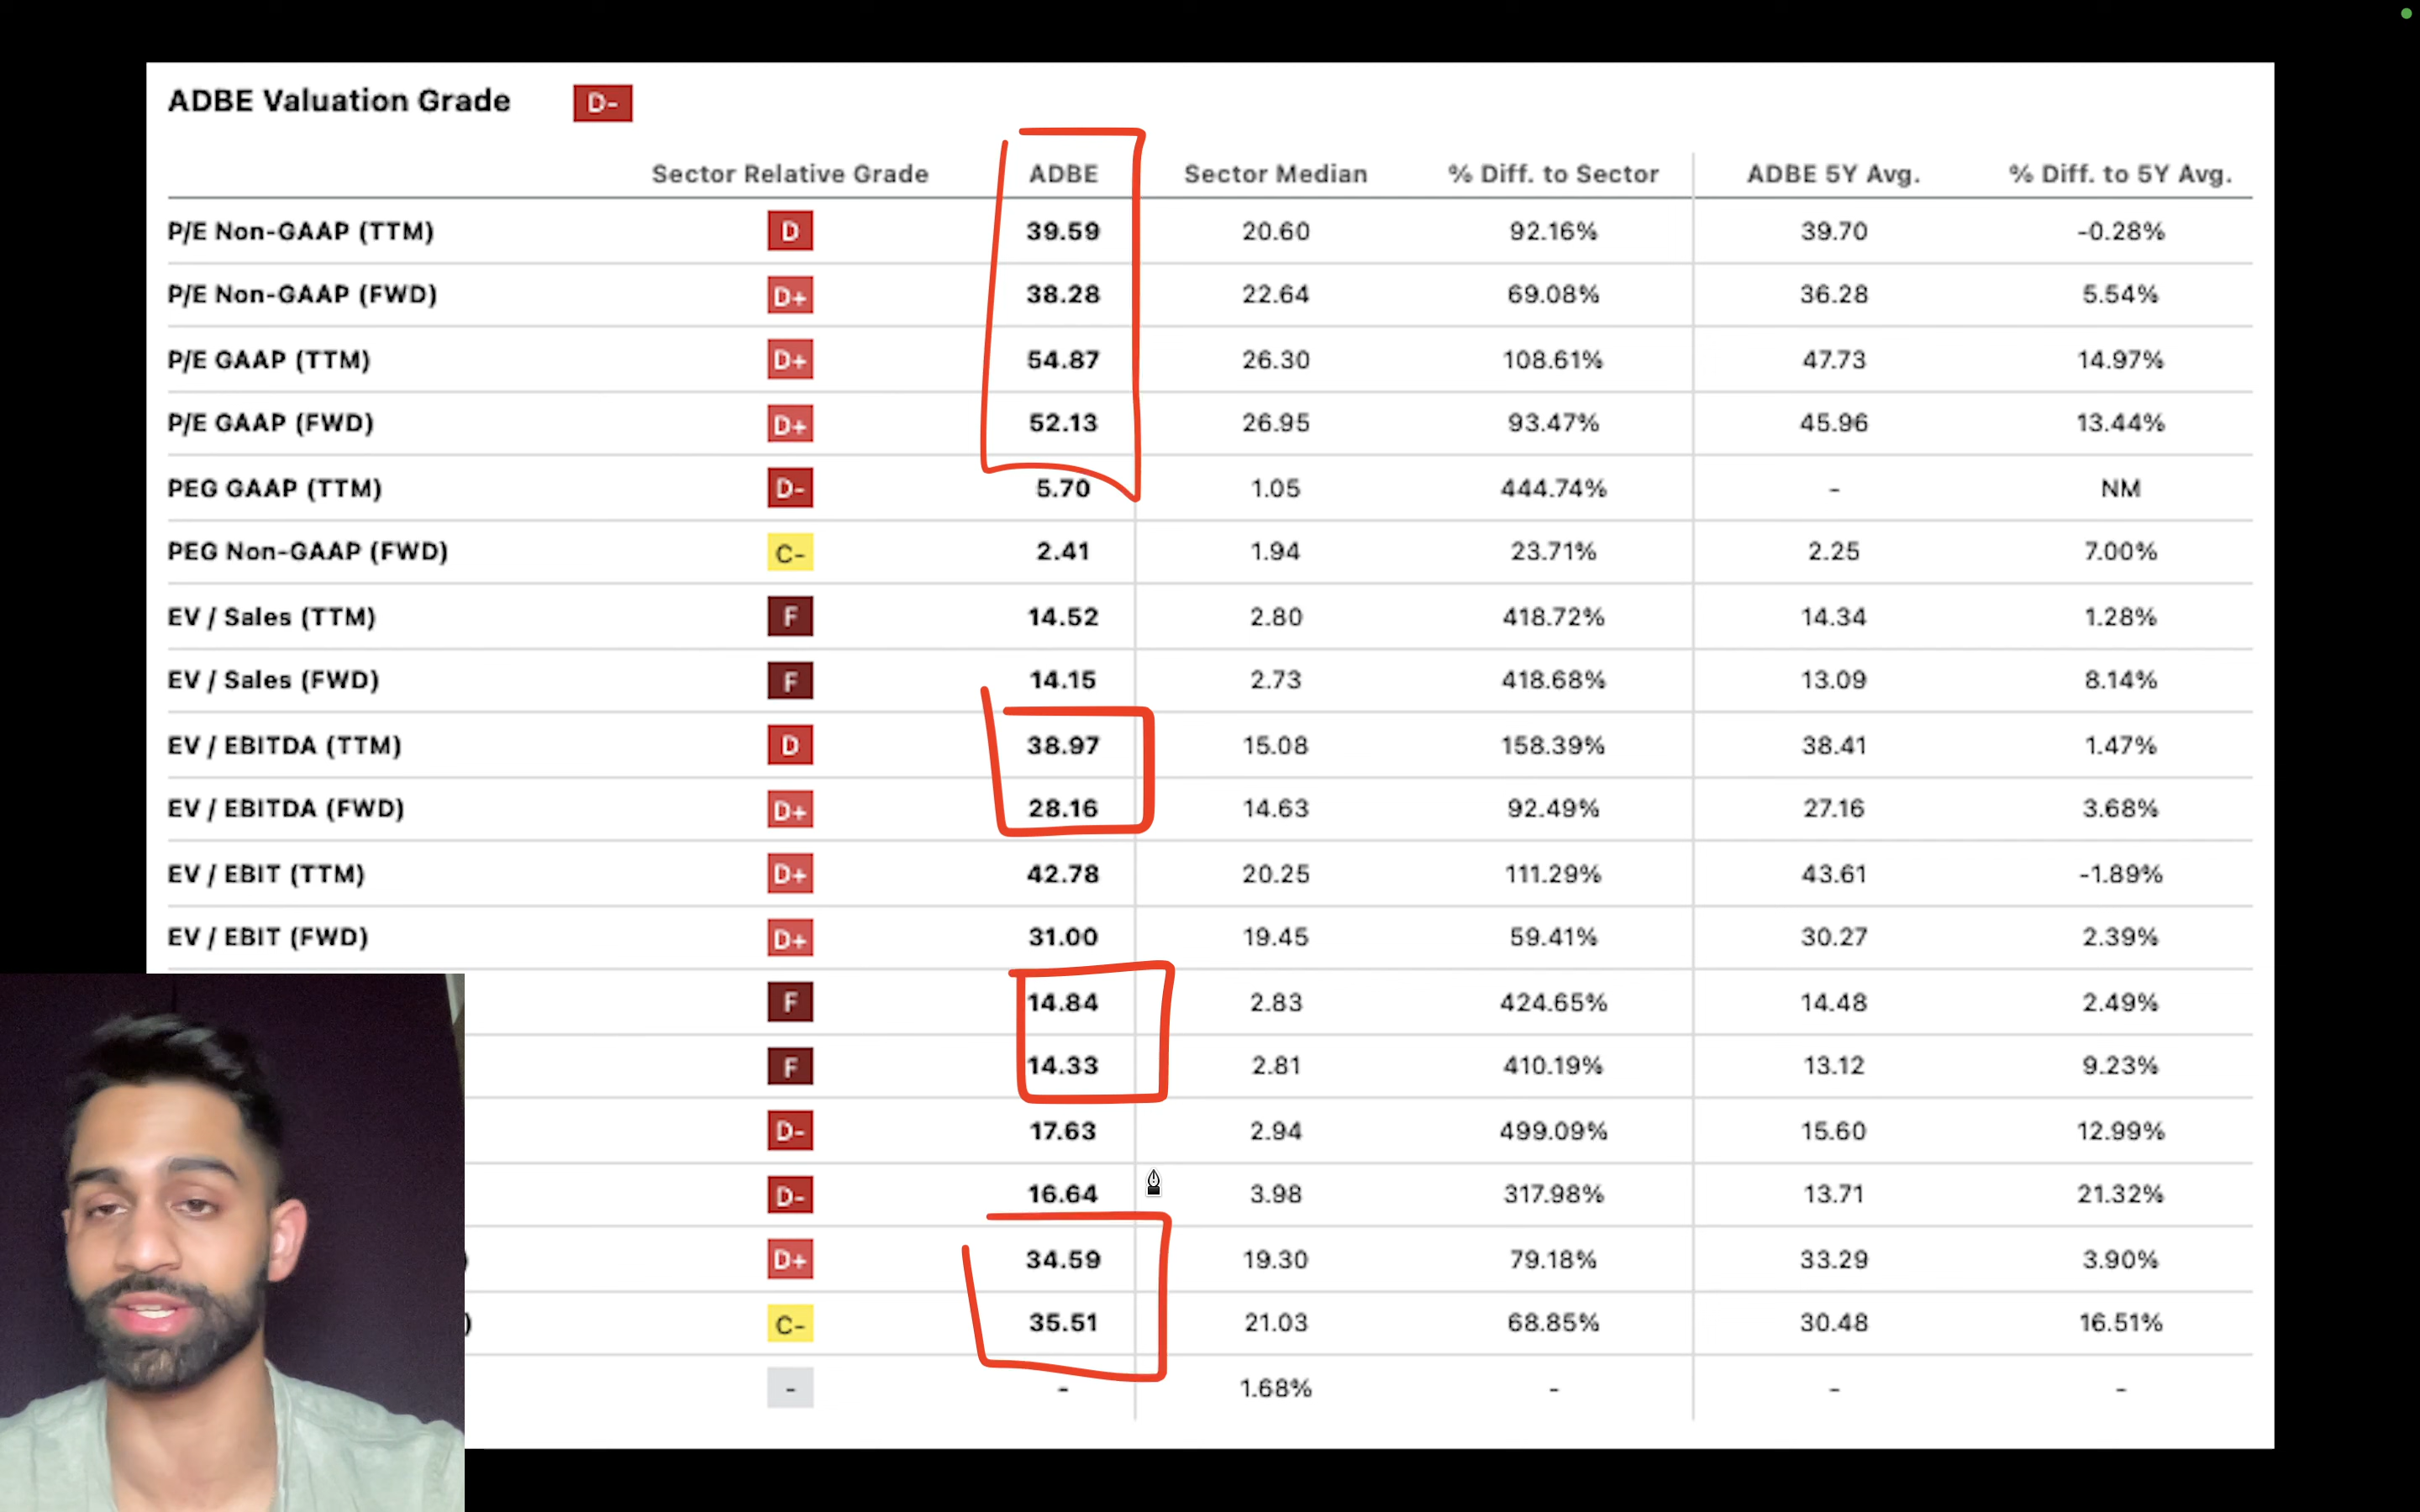 ADBE Valuation Grade D-
Sector Relative Grade ADBE Sector Median % Diff. to Sector ADBE 5Y Avg. % Diff. to 5Y Avg.
P/E Non-GAAP (TTM) D 39.59 20.60 92.16% 39.70 -0.28%
P/E Non-GAAP (FWD) D+ 38.28 22.64 69.08% 36.28 5.54%
P/E GAAP (TTM) D+ 54.87 26.30 108.61% 47.73 14.97%
P/E GAAP (FWD) D+ 52.13 26.95 93.47% 45.96 13.44%
PEG GAAP (TTM) D- 5.70 1.05 444.74% - NM
PEG Non-GAAP (FWD) C- 2.41 1.94 23.71% 2.25 7.00%
EV / Sales (TTM) F 14.52 2.80 418.72% 14.34 1.28%
EV / Sales (FWD) F 14.15 2.73 418.68% 13.09 8.14%
EV / EBITDA (TTM) D 38.97 15.08 158.39% 38.41 1.47%
EV / EBITDA (FWD) D+ 28.16 14.63 92.49% 27.16 3.68%
EV / EBIT (TTM) D+ 42.78 20.25 111.29% 43.61 -1.89%
EV / EBIT (FWD) D+ 31.00 19.45 59.41% 30.27 2.39%
F 14.84 2.83 424.65% 14.48 2.49%
F 14.33 2.81 410.19% 13.12 9.23%
D- 17.63 2.94 499.09% 15.60 12.99%
D- 16.64 3.98 317.98% 13.71 21.32%
) D+ 34.59 19.30 79.18% 33.29 3.90%
) C- 35.51 21.03 68.85% 30.48 16.51%
- - 1.68% - - -